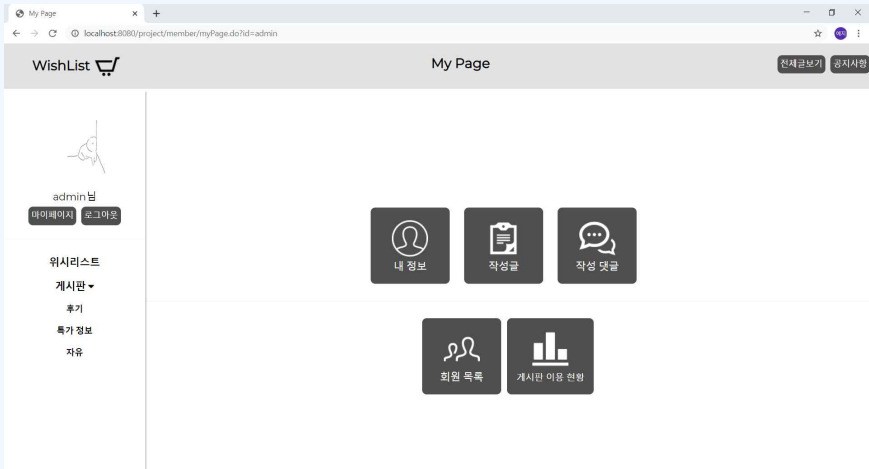 My Page
localhost:8080/project/member/myPage.do?id=admin
예지
WishList
My Page
전체글보기
공지사항
admin님
마이페이지
로그아웃
위시리스트
게시판
후기
특가 정보
자유
내 정보
작성글
작성 댓글
회원 목록
게시판 이용 현황